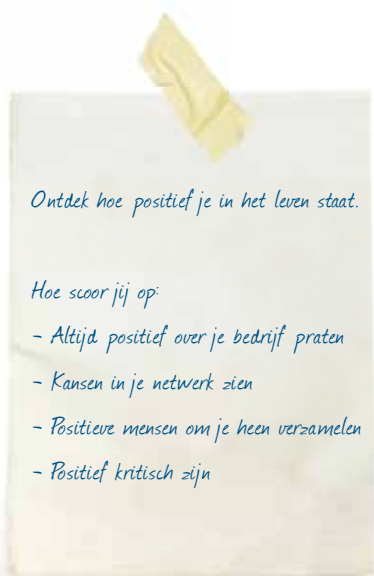 Ontdek hoe positief je in het leven staat.
Hoe scoor jij op:
- Altijd positief over je bedrijf praten
- Kansen in je netwerk zien
- Positieve mensen om je heen verzamelen
- Positief kritisch zijn